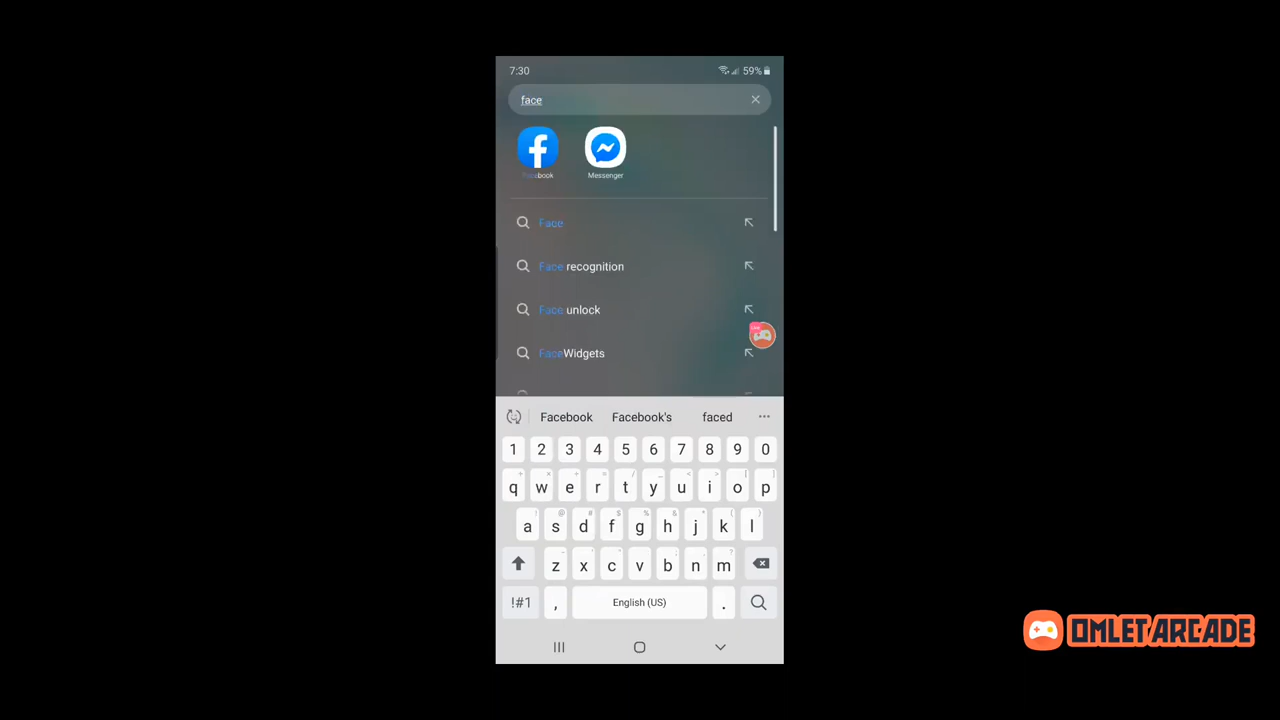 7:30
59%
face
Facebook
Messenger
Face
Face recognition
Face unlock
FaceWidgets
Facebook
Facebook's
faced
1 2 3 4 5 6 7 8 9 0
q w e r t y u i o p
a s d f g h j k l
z x c v b n m
!#1 , English (US) .
OMLET ARCADE